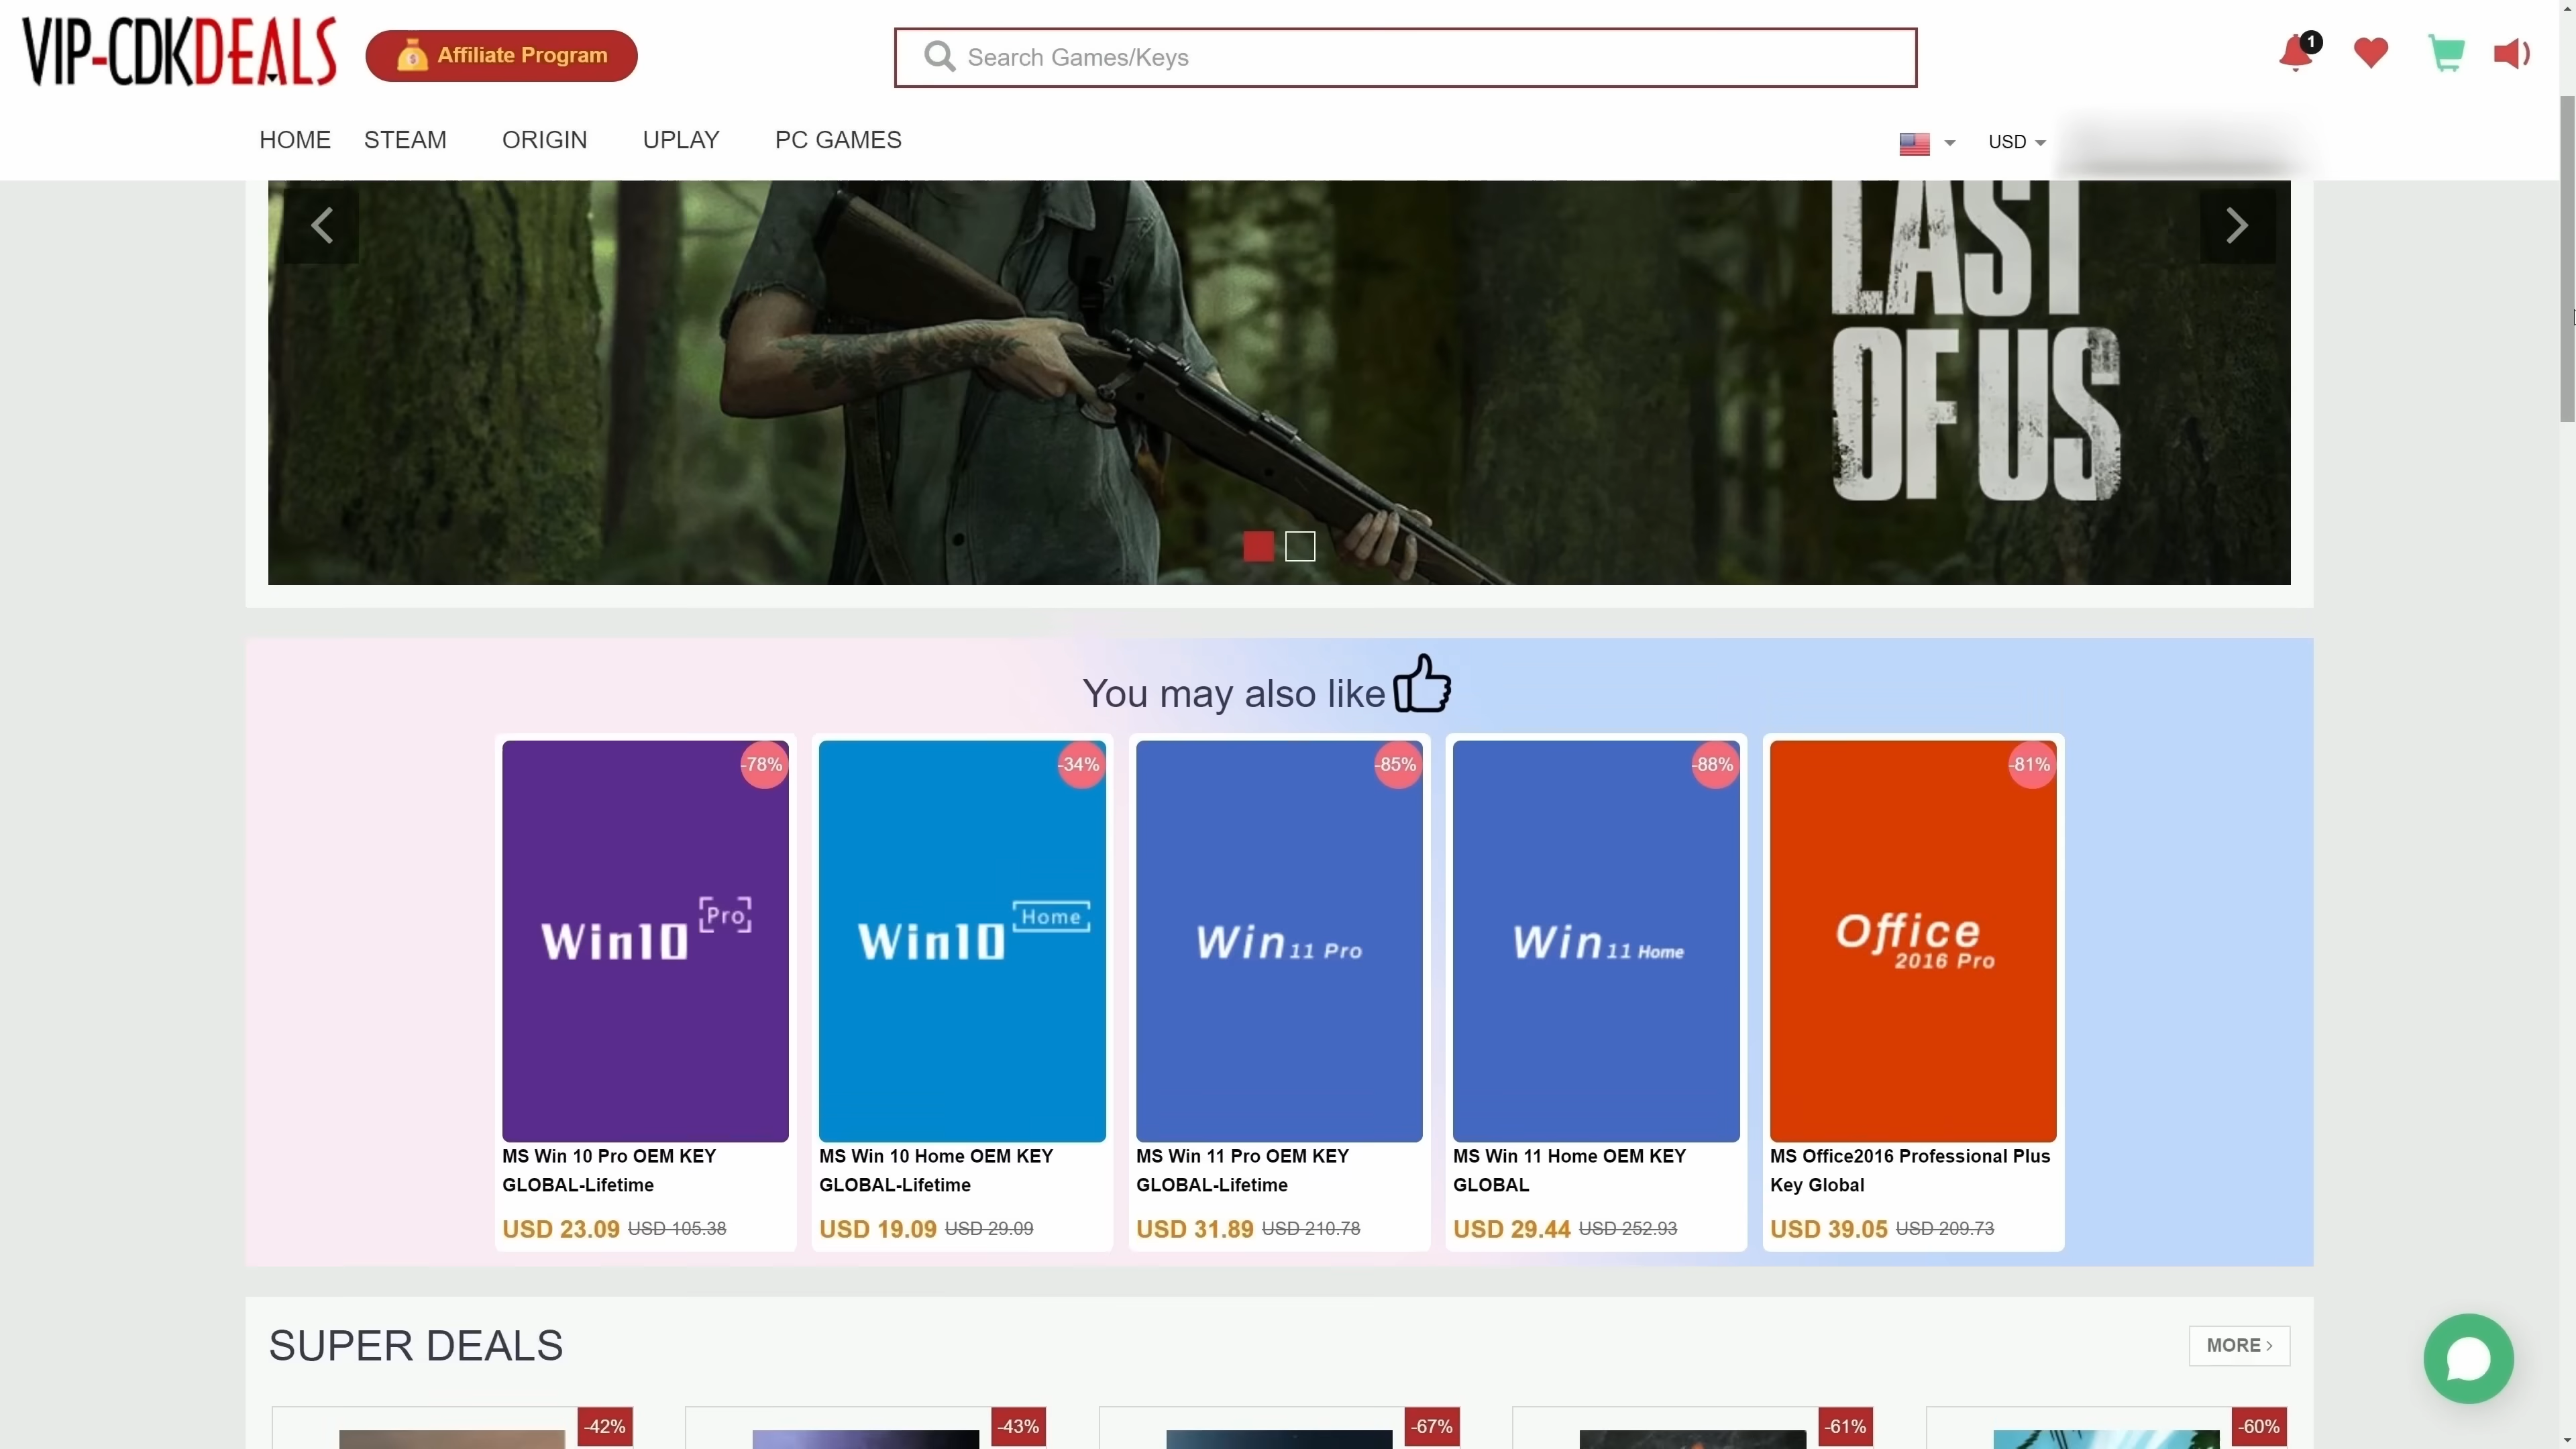 VIP-CDKDEALS
Affiliate Program
Search Games/Keys
1
HOME
STEAM
ORIGIN
UPLAY
PC GAMES
USD
LAST
OF US
You may also like
-78%
-34%
-85%
-88%
-81%
Win10 Pro
Win10 Home
Win 11 Pro
Win 11 Home
Office
2016 Pro
MS Win 10 Pro OEM KEY
GLOBAL-Lifetime
USD 23.09 USD 105.38
MS Win 10 Home OEM KEY
GLOBAL-Lifetime
USD 19.09 USD 29.09
MS Win 11 Pro OEM KEY
GLOBAL-Lifetime
USD 31.89 USD 210.78
MS Win 11 Home OEM KEY
GLOBAL
USD 29.44 USD 252.93
MS Office2016 Professional Plus
Key Global
USD 39.05 USD 209.73
SUPER DEALS
MORE >
-42%
-43%
-67%
-61%
-60%